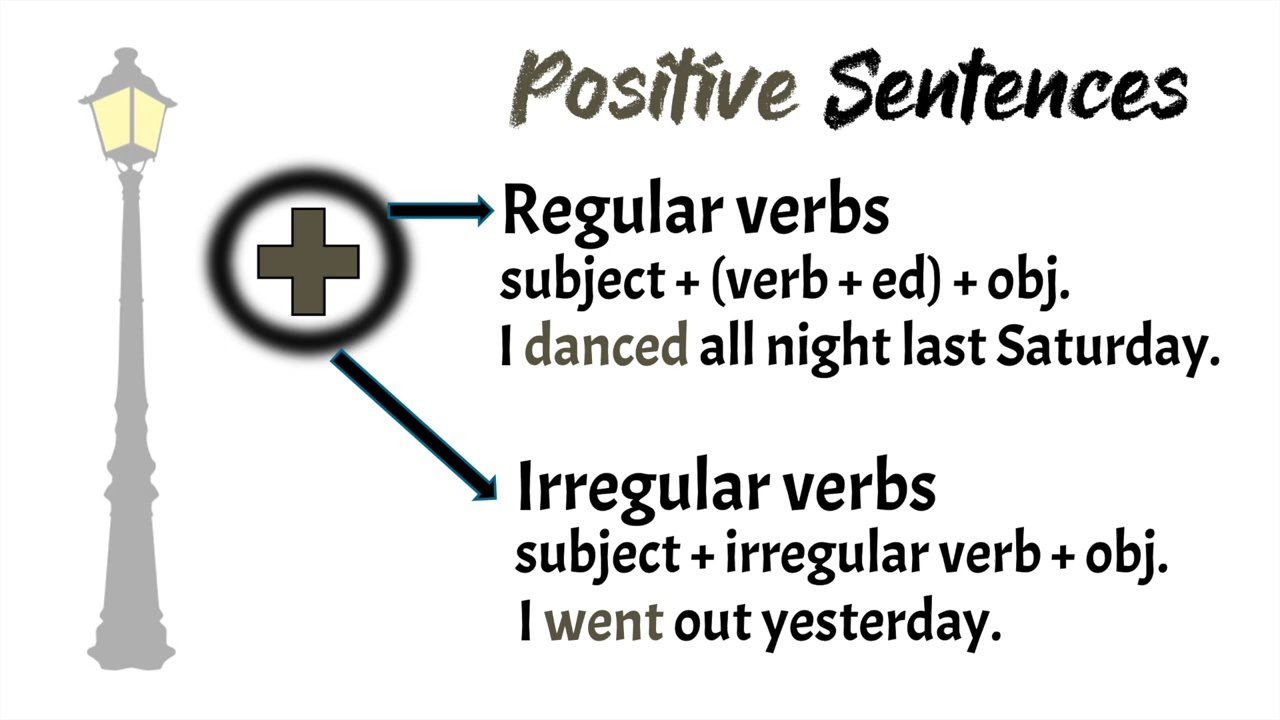 Positive Sentences
Regular verbs
subject + (verb + ed) + obj.
I danced all night last Saturday.
Irregular verbs
subject + irregular verb + obj.
I went out yesterday.